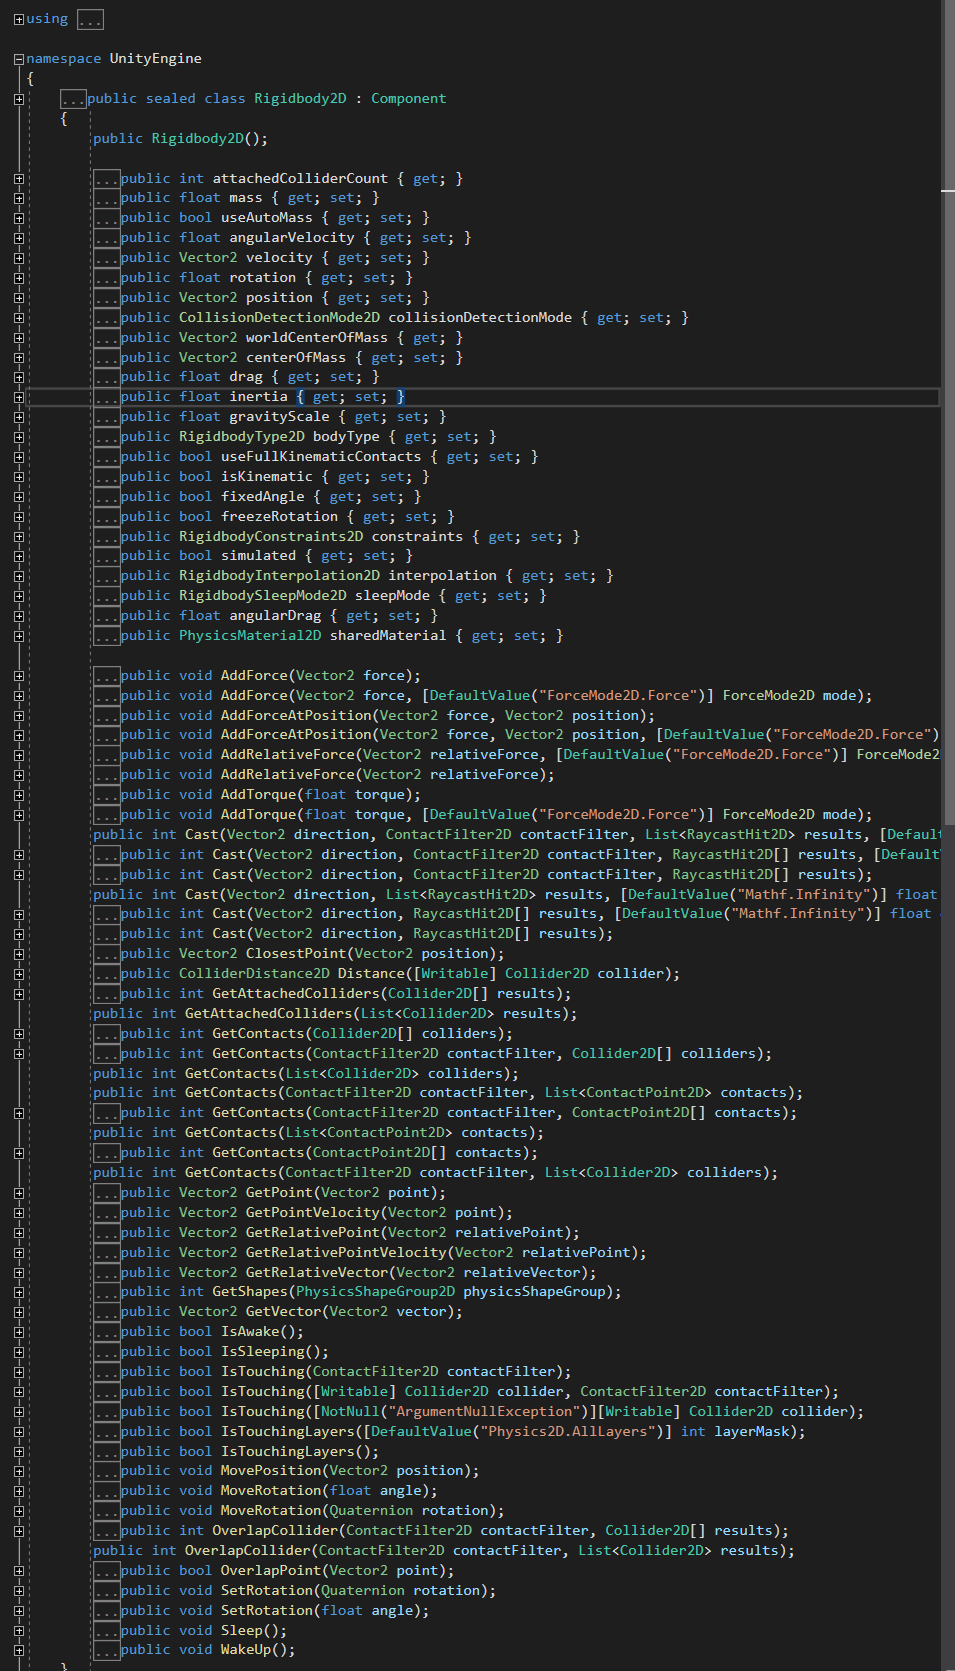 using ...
namespace UnityEngine
{
...public sealed class Rigidbody2D : Component
{
public Rigidbody2D();
...public int attachedColliderCount { get; }
...public float mass { get; set; }
...public bool useAutoMass { get; set; }
...public float angularVelocity { get; set; }
...public Vector2 velocity { get; set; }
...public float rotation { get; set; }
...public Vector2 position { get; set; }
...public CollisionDetectionMode2D collisionDetectionMode { get; set; }
...public Vector2 worldCenterOfMass { get; }
...public Vector2 centerOfMass { get; set; }
...public float drag { get; set; }
...public float inertia { get; set; }
...public float gravityScale { get; set; }
...public RigidbodyType2D bodyType { get; set; }
...public bool useFullKinematicContacts { get; set; }
...public bool isKinematic { get; set; }
...public bool fixedAngle { get; set; }
...public bool freezeRotation { get; set; }
...public RigidbodyConstraints2D constraints { get; set; }
...public bool simulated { get; set; }
...public RigidbodyInterpolation2D interpolation { get; set; }
...public RigidbodySleepMode2D sleepMode { get; set; }
...public float angularDrag { get; set; }
...public PhysicsMaterial2D sharedMaterial { get; set; }
...public void AddForce(Vector2 force);
...public void AddForce(Vector2 force, [DefaultValue("ForceMode2D.Force")] ForceMode2D mode);
...public void AddForceAtPosition(Vector2 force, Vector2 position);
...public void AddForceAtPosition(Vector2 force, Vector2 position, [DefaultValue("ForceMode2D.Force")
...public void AddRelativeForce(Vector2 relativeForce, [DefaultValue("ForceMode2D.Force")] ForceMode2
...public void AddRelativeForce(Vector2 relativeForce);
...public void AddTorque(float torque);
...public void AddTorque(float torque, [DefaultValue("ForceMode2D.Force")] ForceMode2D mode);
public int Cast(Vector2 direction, ContactFilter2D contactFilter, List<RaycastHit2D> results, [Default
...public int Cast(Vector2 direction, ContactFilter2D contactFilter, RaycastHit2D[] results, [Default
...public int Cast(Vector2 direction, ContactFilter2D contactFilter, RaycastHit2D[] results);
public int Cast(Vector2 direction, List<RaycastHit2D> results, [DefaultValue("Mathf.Infinity")] float
...public int Cast(Vector2 direction, RaycastHit2D[] results, [DefaultValue("Mathf.Infinity")] float
...public int Cast(Vector2 direction, RaycastHit2D[] results);
...public Vector2 ClosestPoint(Vector2 position);
...public ColliderDistance2D Distance([Writable] Collider2D collider);
...public int GetAttachedColliders(Collider2D[] results);
public int GetAttachedColliders(List<Collider2D> results);
...public int GetContacts(Collider2D[] colliders);
...public int GetContacts(ContactFilter2D contactFilter, Collider2D[] colliders);
public int GetContacts(List<Collider2D> colliders);
public int GetContacts(ContactFilter2D contactFilter, List<ContactPoint2D> contacts);
...public int GetContacts(ContactFilter2D contactFilter, ContactPoint2D[] contacts);
public int GetContacts(List<ContactPoint2D> contacts);
...public int GetContacts(ContactPoint2D[] contacts);
public int GetContacts(ContactFilter2D contactFilter, List<Collider2D> colliders);
...public Vector2 GetPoint(Vector2 point);
...public Vector2 GetPointVelocity(Vector2 point);
...public Vector2 GetRelativePoint(Vector2 relativePoint);
...public Vector2 GetRelativePointVelocity(Vector2 relativePoint);
...public Vector2 GetRelativeVector(Vector2 relativeVector);
...public int GetShapes(PhysicsShapeGroup2D physicsShapeGroup);
...public Vector2 GetVector(Vector2 vector);
...public bool IsAwake();
...public bool IsSleeping();
...public bool IsTouching(ContactFilter2D contactFilter);
...public bool IsTouching([Writable] Collider2D collider, ContactFilter2D contactFilter);
...public bool IsTouching([NotNull("ArgumentNullException")][Writable] Collider2D collider);
...public bool IsTouchingLayers([DefaultValue("Physics2D.AllLayers")] int layerMask);
...public bool IsTouchingLayers();
...public void MovePosition(Vector2 position);
...public void MoveRotation(float angle);
...public void MoveRotation(Quaternion rotation);
...public int OverlapCollider(ContactFilter2D contactFilter, Collider2D[] results);
public int OverlapCollider(ContactFilter2D contactFilter, List<Collider2D> results);
...public bool OverlapPoint(Vector2 point);
...public void SetRotation(Quaternion rotation);
...public void SetRotation(float angle);
...public void Sleep();
...public void WakeUp();
}